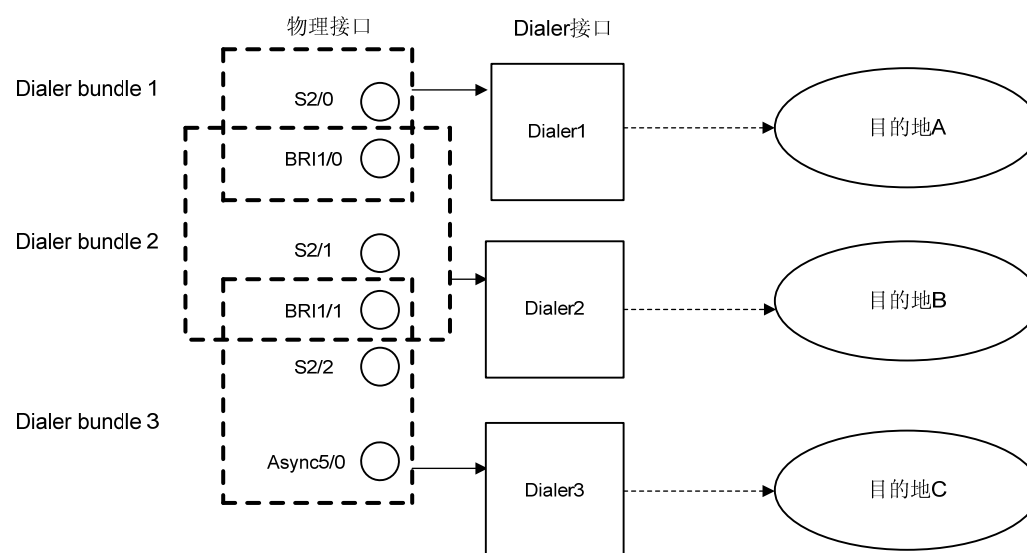 物理接口
Dialer接口
Dialer bundle 1
S2/0
Dialer1
目的地A
BRI1/0
Dialer bundle 2
S2/1
BRI1/1
Dialer2
目的地B
S2/2
Dialer bundle 3
Async5/0
Dialer3
目的地C